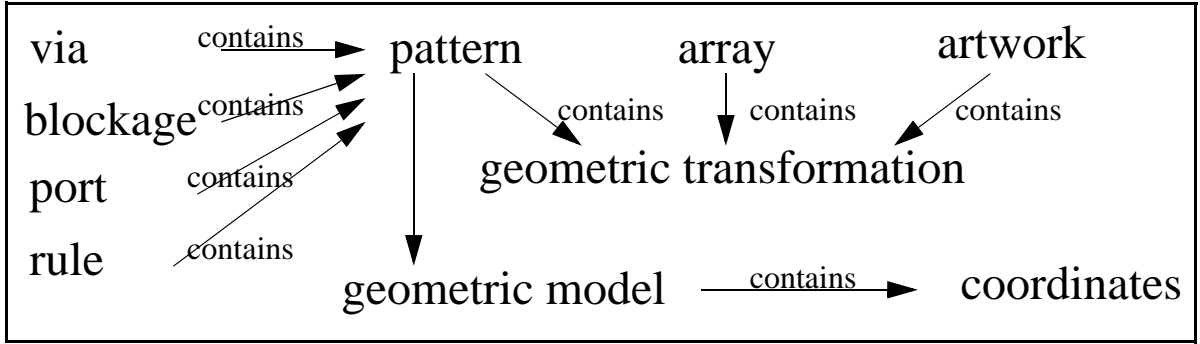 via contains pattern array artwork
blockage contains contains contains contains
port contains geometric transformation
rule contains
geometric model contains coordinates